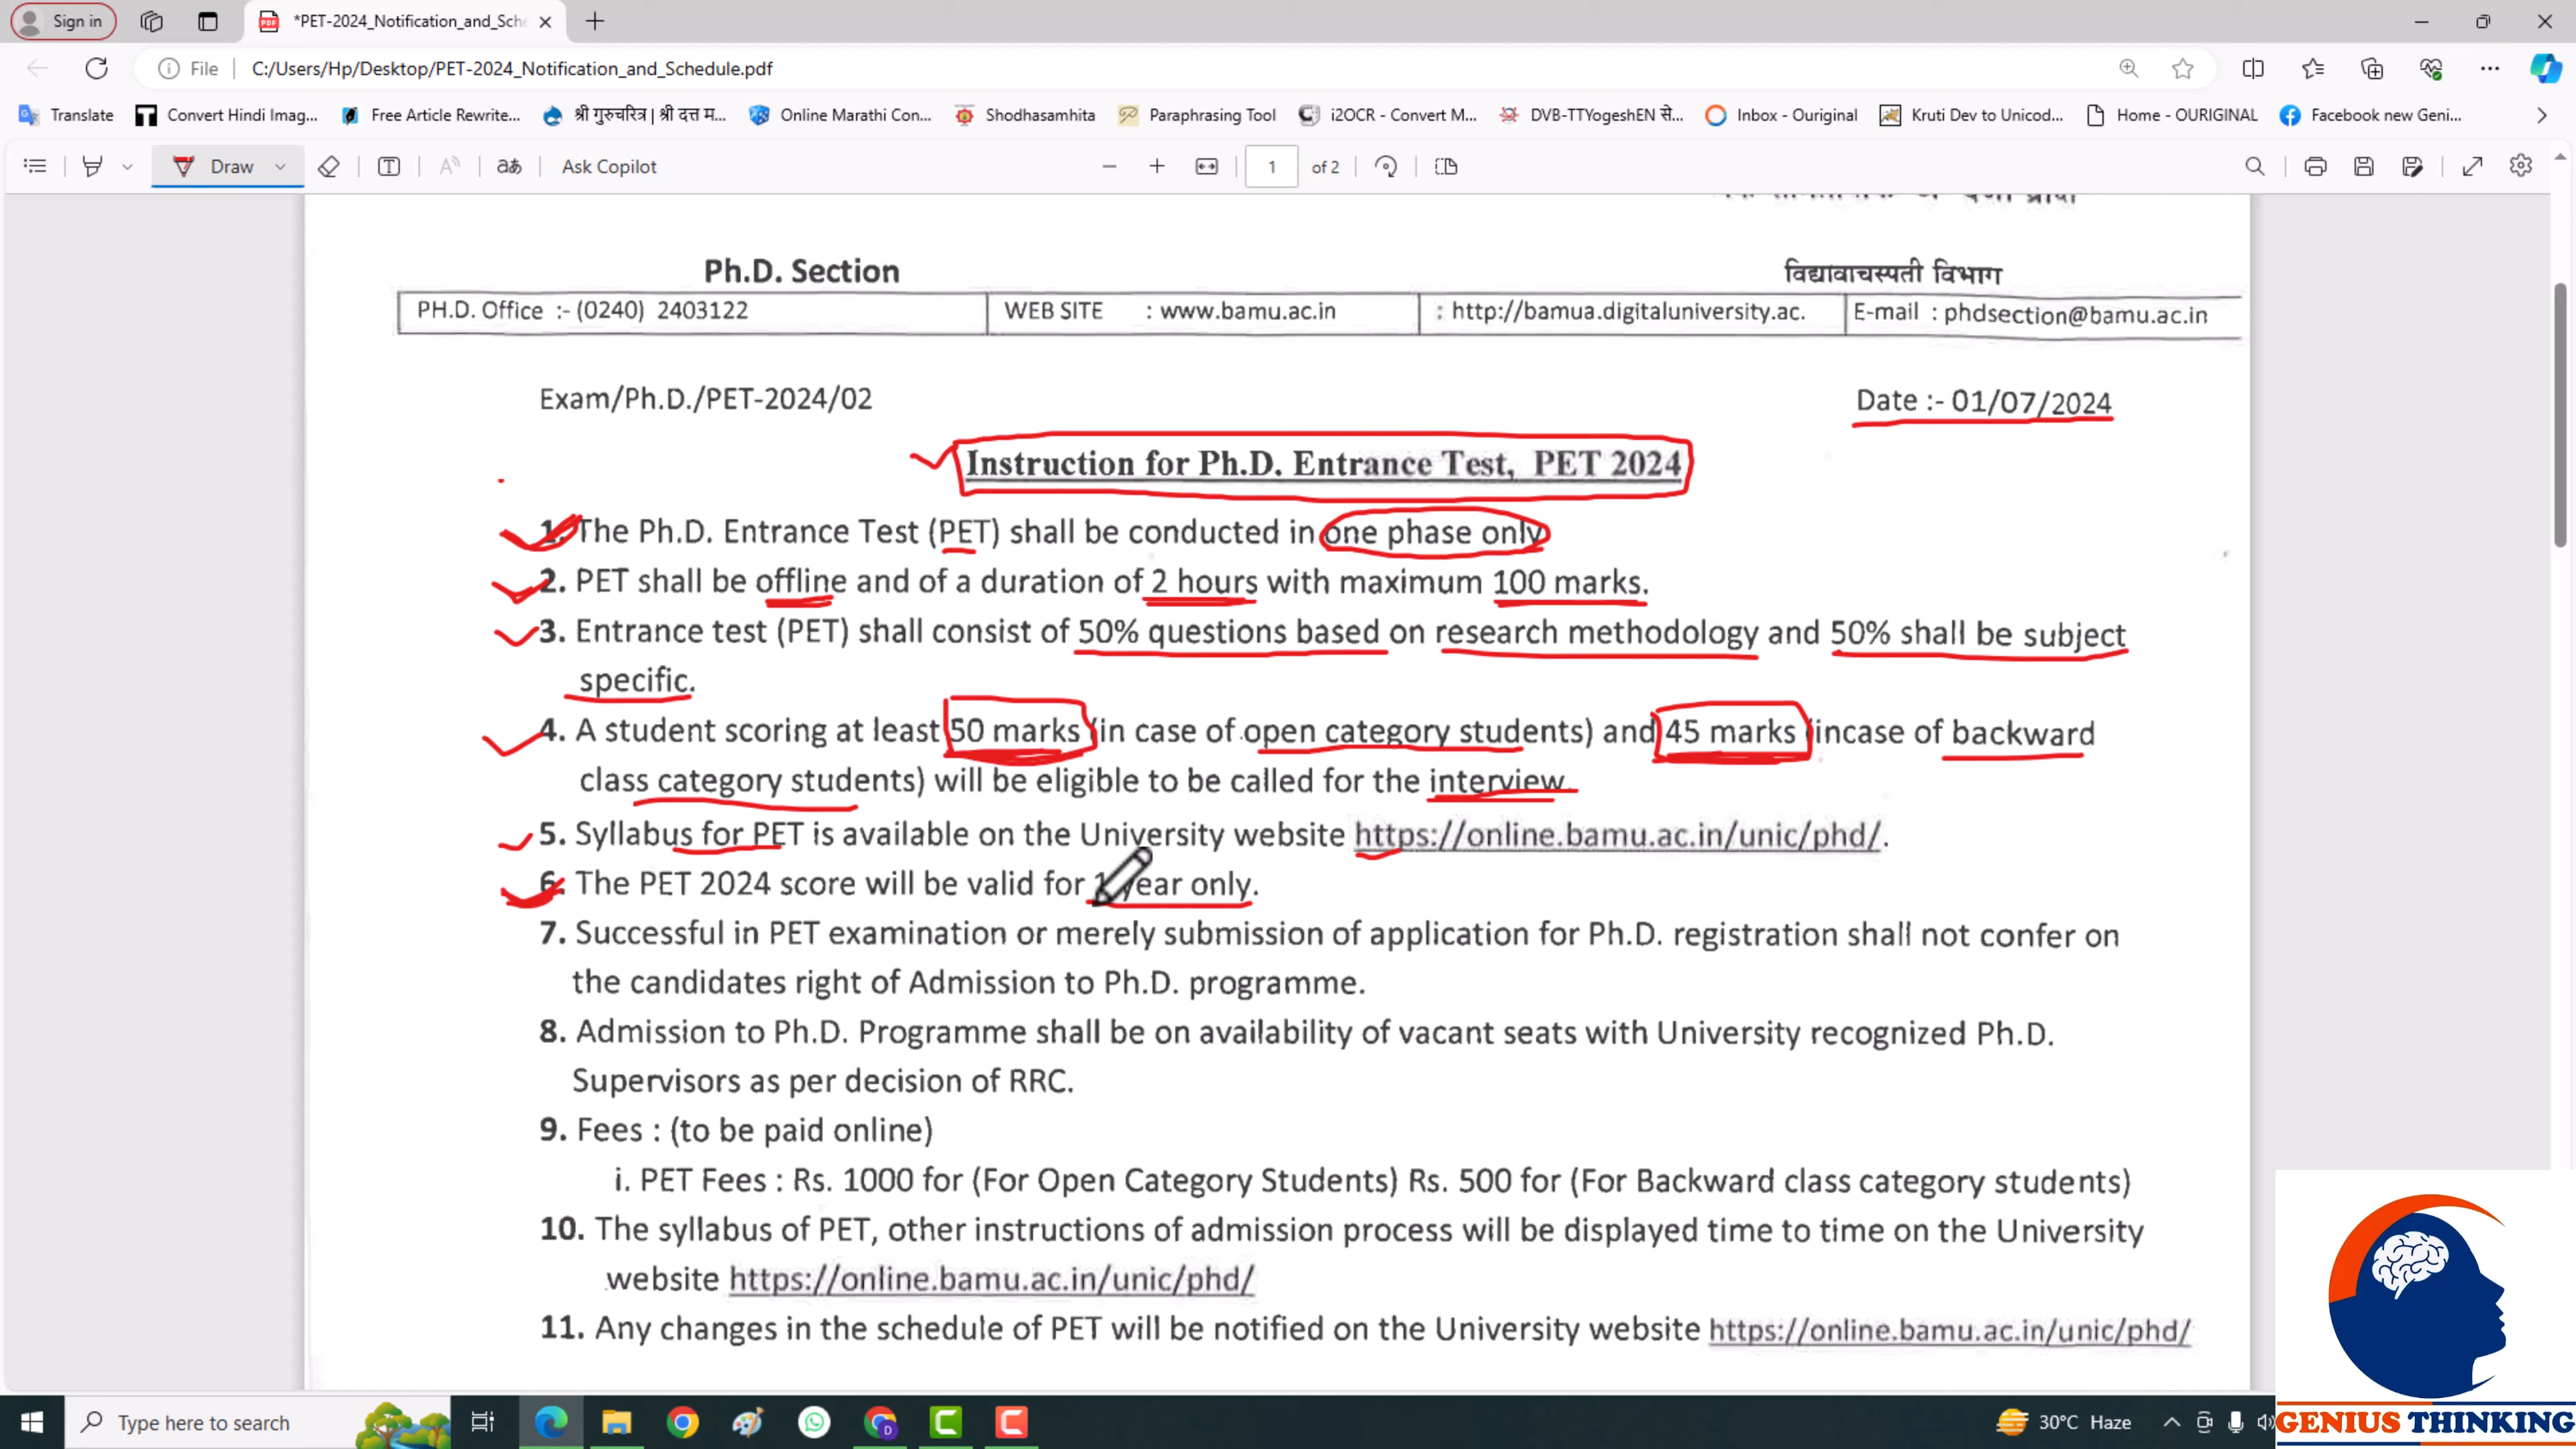 Sign in
*PET-2024_Notification_and_Sche
File
C:/Users/Hp/Desktop/PET-2024_Notification_and_Schedule.pdf
Translate
Convert Hindi Imag...
Free Article Rewrite...
श्री गुरुचरित्र | श्री दत्त म...
Online Marathi Con...
Shodhasamhita
Paraphrasing Tool
i2OCR - Convert M...
DVB-TTYogeshEN से...
Inbox - Ouriginal
Kruti Dev to Unicod...
Home - OURIGINAL
Facebook new Geni...
Draw
Ask Copilot
1 of 2
Ph.D. Section
विद्यावाचस्पती विभाग
PH.D. Office :- (0240) 2403122
WEB SITE : www.bamu.ac.in
: http://bamua.digitaluniversity.ac.
E-mail : phdsection@bamu.ac.in
Exam/Ph.D./PET-2024/02
Date :- 01/07/2024
Instruction for Ph.D. Entrance Test, PET 2024
1. The Ph.D. Entrance Test (PET) shall be conducted in one phase only
2. PET shall be offline and of a duration of 2 hours with maximum 100 marks.
3. Entrance test (PET) shall consist of 50% questions based on research methodology and 50% shall be subject
specific.
4. A student scoring at least 50 marks (in case of open category students) and 45 marks (incase of backward
class category students) will be eligible to be called for the interview.
5. Syllabus for PET is available on the University website https://online.bamu.ac.in/unic/phd/.
6. The PET 2024 score will be valid for 1 year only.
7. Successful in PET examination or merely submission of application for Ph.D. registration shall not confer on
the candidates right of Admission to Ph.D. programme.
8. Admission to Ph.D. Programme shall be on availability of vacant seats with University recognized Ph.D.
Supervisors as per decision of RRC.
9. Fees : (to be paid online)
i. PET Fees : Rs. 1000 for (For Open Category Students) Rs. 500 for (For Backward class category students)
10. The syllabus of PET, other instructions of admission process will be displayed time to time on the University
website https://online.bamu.ac.in/unic/phd/
11. Any changes in the schedule of PET will be notified on the University website https://online.bamu.ac.in/unic/phd/
Type here to search
30°C Haze
GENIUS THINKING